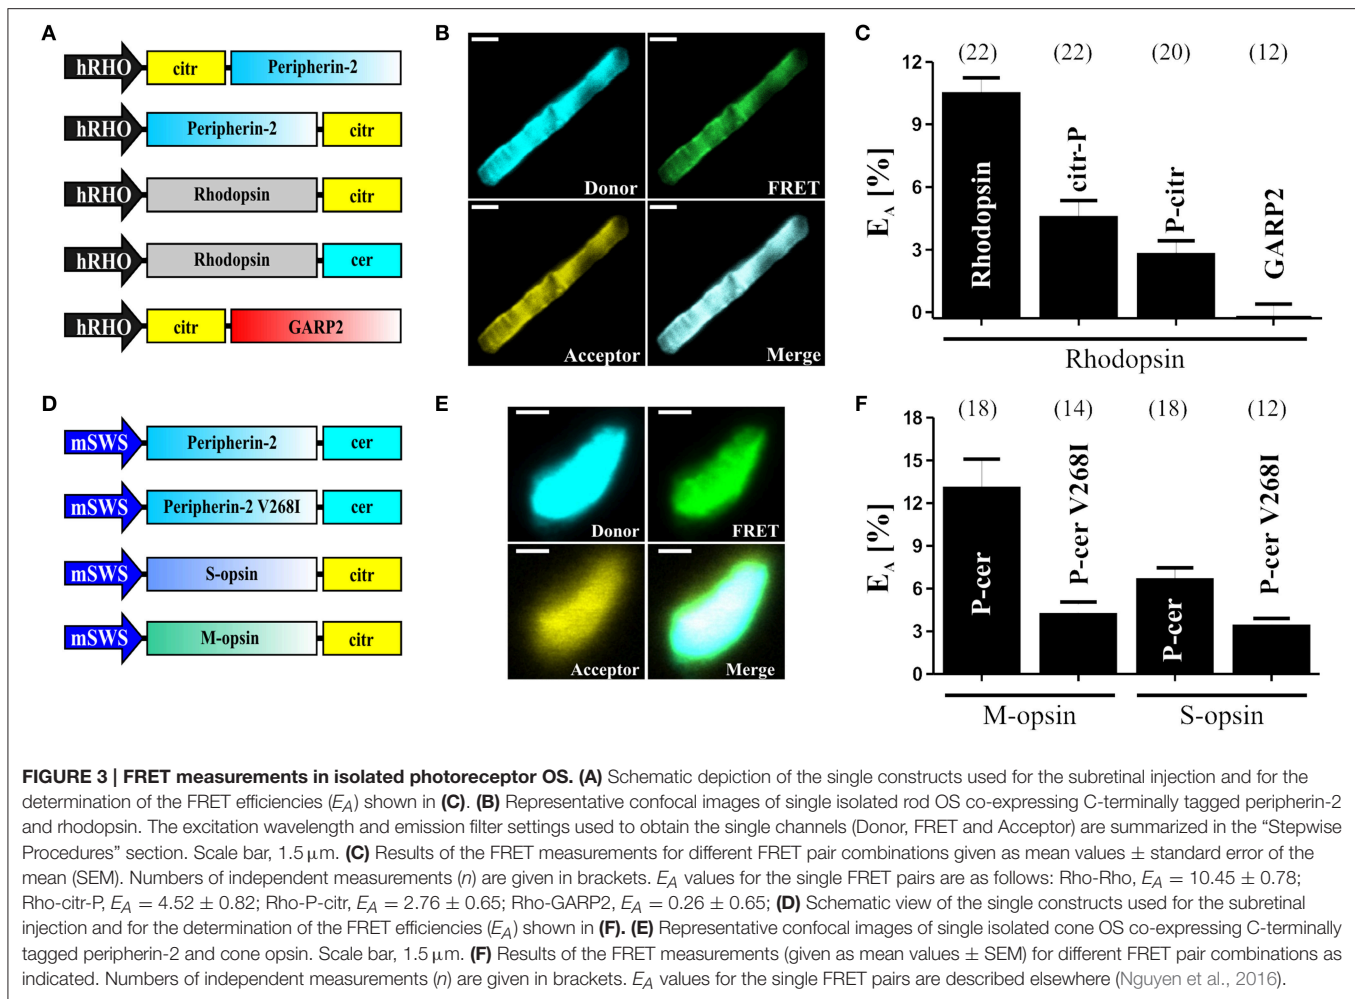 A
hRHO citr Peripherin-2
hRHO Peripherin-2 citr
hRHO Rhodopsin citr
hRHO Rhodopsin cer
hRHO citr GARP2
B
Donor
FRET
Acceptor
Merge
C
(22) (22) (20) (12)
12
9
6
3
0
E_A [%]
Rhodopsin
citr-P
P-citr
GARP2
Rhodopsin
D
mSWS Peripherin-2 cer
mSWS Peripherin-2 V268I cer
mSWS S-opsin citr
mSWS M-opsin citr
E
Donor
FRET
Acceptor
Merge
F
(18) (14) (18) (12)
18
15
12
9
6
3
0
E_A [%]
P-cer
P-cer V268I
P-cer
P-cer V268I
M-opsin S-opsin
FIGURE 3 | FRET measurements in isolated photoreceptor OS. (A) Schematic depiction of the single constructs used for the subretinal injection and for the
determination of the FRET efficiencies (E_A) shown in (C). (B) Representative confocal images of single isolated rod OS co-expressing C-terminally tagged peripherin-2
and rhodopsin. The excitation wavelength and emission filter settings used to obtain the single channels (Donor, FRET and Acceptor) are summarized in the “Stepwise
Procedures” section. Scale bar, 1.5 μm. (C) Results of the FRET measurements for different FRET pair combinations given as mean values ± standard error of the
mean (SEM). Numbers of independent measurements (n) are given in brackets. E_A values for the single FRET pairs are as follows: Rho-Rho, E_A = 10.45 ± 0.78;
Rho-citr-P, E_A = 4.52 ± 0.82; Rho-P-citr, E_A = 2.76 ± 0.65; Rho-GARP2, E_A = 0.26 ± 0.65; (D) Schematic view of the single constructs used for the subretinal
injection and for the determination of the FRET efficiencies (E_A) shown in (F). (E) Representative confocal images of single isolated cone OS co-expressing C-terminally
tagged peripherin-2 and cone opsin. Scale bar, 1.5 μm. (F) Results of the FRET measurements (given as mean values ± SEM) for different FRET pair combinations as
indicated. Numbers of independent measurements (n) are given in brackets. E_A values for the single FRET pairs are described elsewhere (Nguyen et al., 2016).